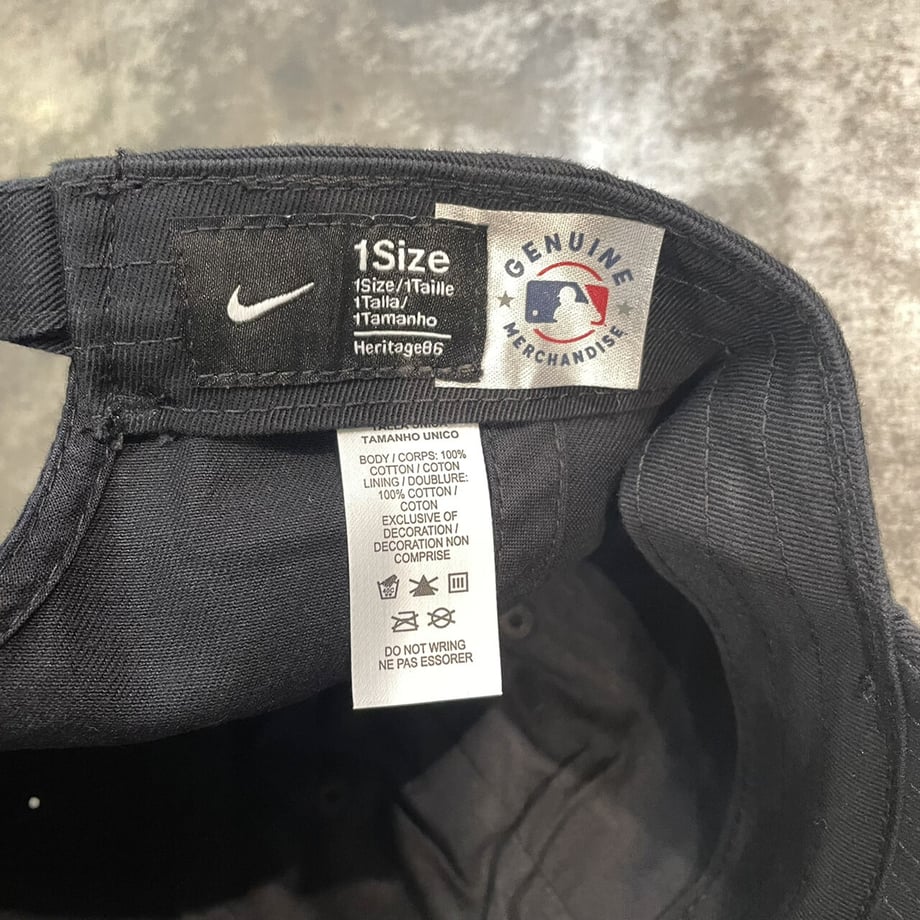 1Size
1Size/1Taille
1Talla/
1Tamanho
Heritage86
GENUINE
MERCHANDISE
TAMANHO UNICO
BODY / CORPS: 100%
COTTON / COTON
LINING / DOUBLURE:
100% COTTON /
COTON
EXCLUSIVE OF
DECORATION /
DECORATION NON
COMPRISE
40C
DO NOT WRING
NE PAS ESSORER